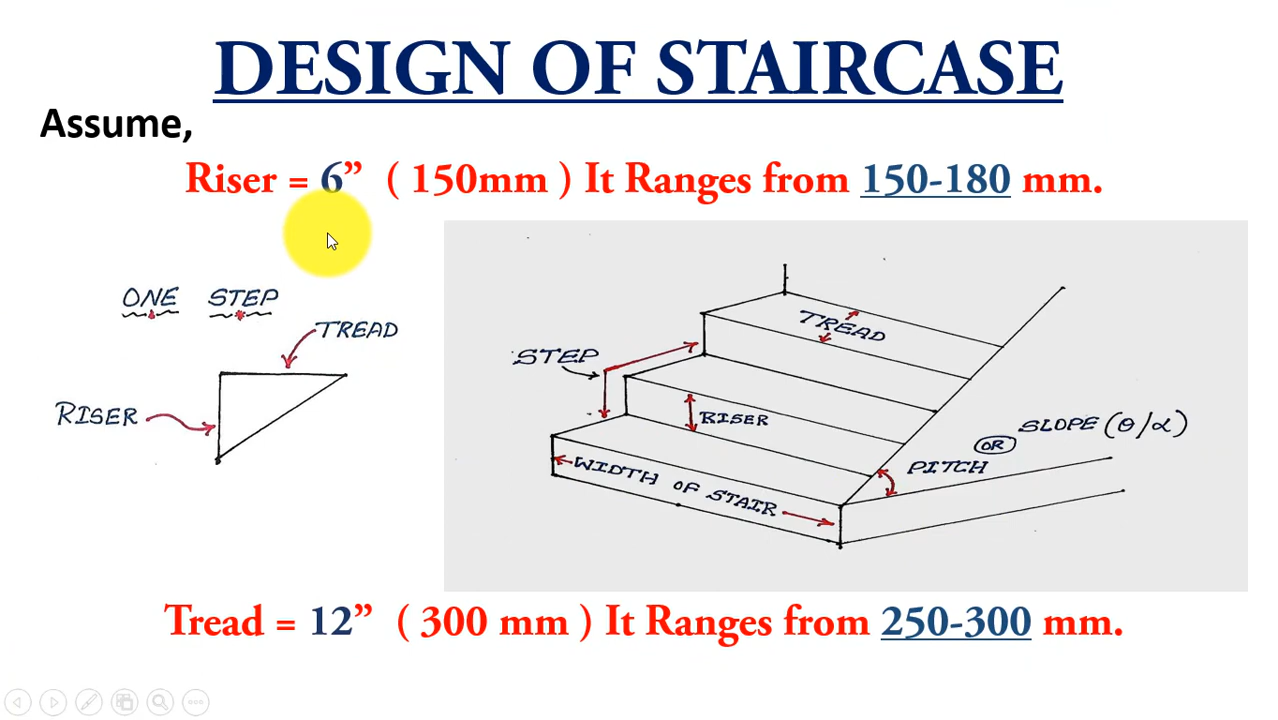 DESIGN OF STAIRCASE
Assume,
Riser = 6” ( 150mm ) It Ranges from 150-180 mm.
ONE STEP
TREAD
RISER
TREAD
STEP
RISER
SLOPE (θ/α)
OR
PITCH
WIDTH OF STAIR
Tread = 12” ( 300 mm ) It Ranges from 250-300 mm.